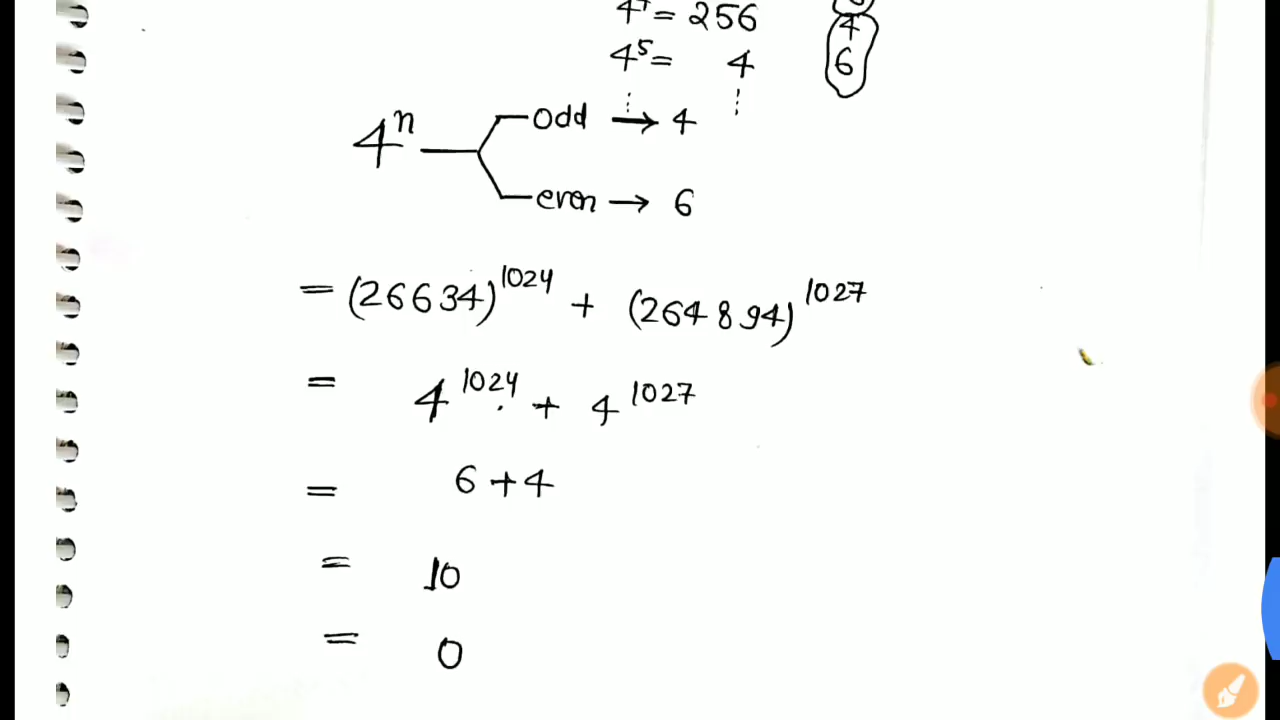 4⁴ = 256 4
4⁵ = 4 6
4ⁿ Odd → 4
even → 6
= (26634)¹⁰²⁴ + (264894)¹⁰²⁷
= 4¹⁰²⁴ + 4¹⁰²⁷
= 6 + 4
= 10
= 0